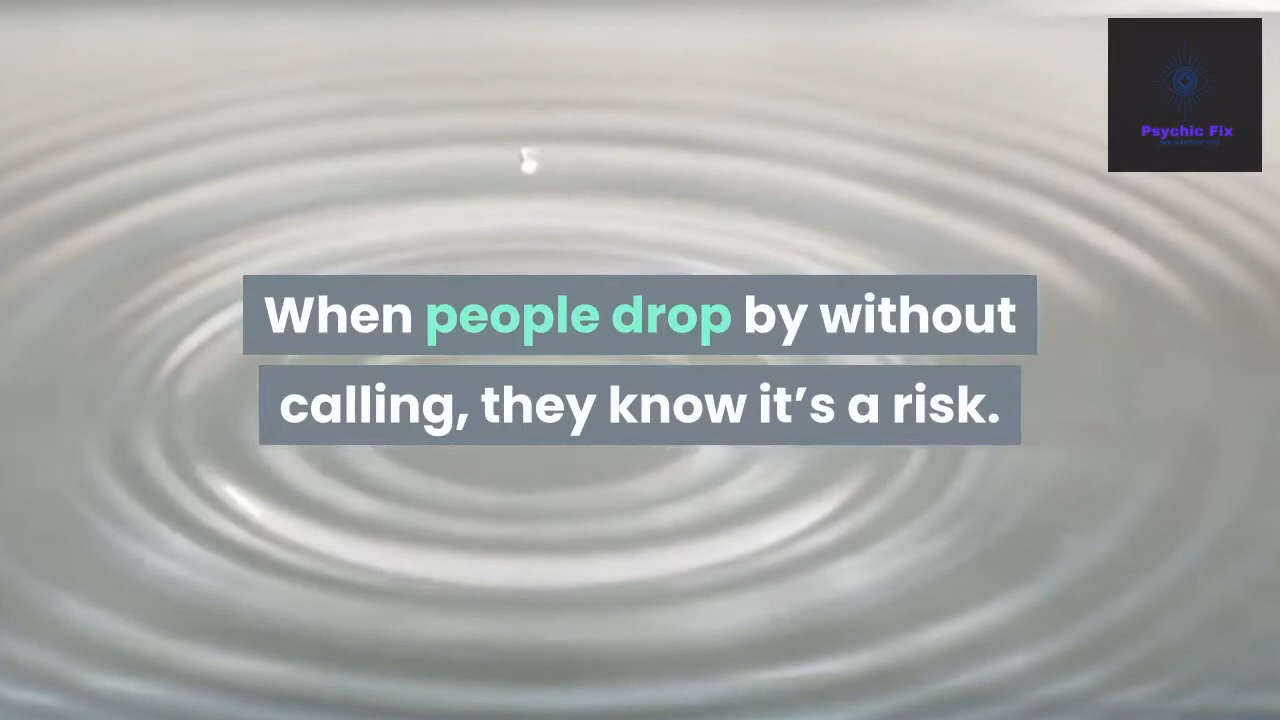 Psychic Fix
When people drop by without
calling, they know it’s a risk.